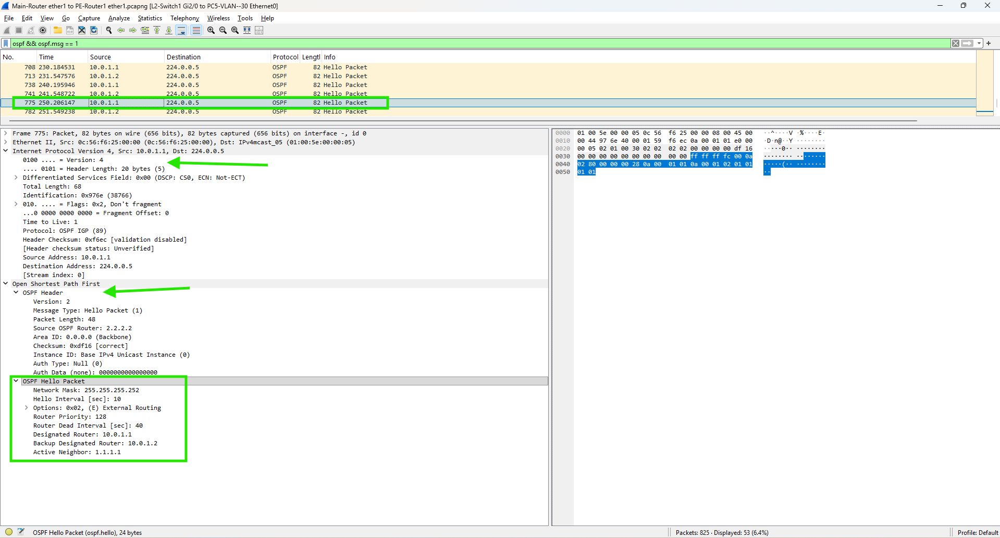 Main-Router ether1 to PE-Router1 ether1.pcapng [L2-Switch1 Gi2/0 to PC5-VLAN--30 Ethernet0]
File Edit View Go Capture Analyze Statistics Telephony Wireless Tools Help
ospf && ospf.msg == 1
No. Time Source Destination Protocol Lengtl Info
708 230.184531 10.0.1.1 224.0.0.5 OSPF 82 Hello Packet
713 231.547576 10.0.1.2 224.0.0.5 OSPF 82 Hello Packet
738 240.195946 10.0.1.1 224.0.0.5 OSPF 82 Hello Packet
741 241.548722 10.0.1.2 224.0.0.5 OSPF 82 Hello Packet
775 250.206147 10.0.1.1 224.0.0.5 OSPF 82 Hello Packet
782 251.549238 10.0.1.2 224.0.0.5 OSPF 82 Hello Packet
Frame 775: Packet, 82 bytes on wire (656 bits), 82 bytes captured (656 bits) on interface -, id 0
Ethernet II, Src: 0c:56:f6:25:00:00 (0c:56:f6:25:00:00), Dst: IPv4mcast_05 (01:00:5e:00:00:05)
Internet Protocol Version 4, Src: 10.0.1.1, Dst: 224.0.0.5
0100 .... = Version: 4
.... 0101 = Header Length: 20 bytes (5)
Differentiated Services Field: 0x00 (DSCP: CS0, ECN: Not-ECT)
Total Length: 68
Identification: 0x976e (38766)
010. .... = Flags: 0x2, Don't fragment
...0 0000 0000 0000 = Fragment Offset: 0
Time to Live: 1
Protocol: OSPF IGP (89)
Header Checksum: 0xf6ec [validation disabled]
[Header checksum status: Unverified]
Source Address: 10.0.1.1
Destination Address: 224.0.0.5
[Stream index: 0]
Open Shortest Path First
OSPF Header
Version: 2
Message Type: Hello Packet (1)
Packet Length: 48
Source OSPF Router: 2.2.2.2
Area ID: 0.0.0.0 (Backbone)
Checksum: 0xdf16 [correct]
Instance ID: Base IPv4 Unicast Instance (0)
Auth Type: Null (0)
Auth Data (none): 0000000000000000
OSPF Hello Packet
Network Mask: 255.255.255.252
Hello Interval [sec]: 10
Options: 0x02, (E) External Routing
Router Priority: 128
Router Dead Interval [sec]: 40
Designated Router: 10.0.1.1
Backup Designated Router: 10.0.1.2
Active Neighbor: 1.1.1.1
0000 01 00 5e 00 00 05 0c 56 f6 25 00 00 08 00 45 00 ··^····V ·%····E·
0010 00 44 97 6e 40 00 01 59 f6 ec 0a 00 01 01 e0 00 ·D·n@··Y ········
0020 00 05 02 01 00 30 02 02 02 02 00 00 00 00 df 16 ·····0·· ········
0030 00 00 00 00 00 00 00 00 00 00 ff ff ff fc 00 0a ········ ········
0040 02 80 00 00 00 28 0a 00 01 01 0a 00 01 02 01 01 ·····(·· ········
0050 01 01 ··
OSPF Hello Packet (ospf.hello), 24 bytes
Packets: 825 · Displayed: 53 (6.4%)
Profile: Default